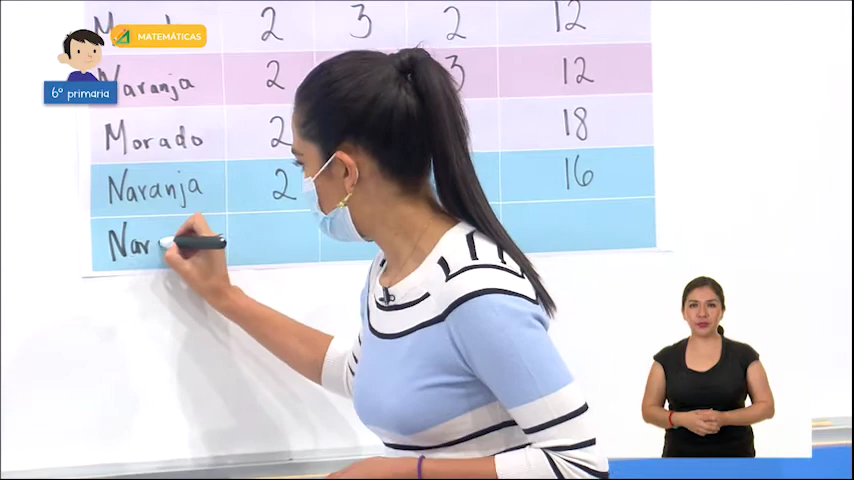 MATEMÁTICAS
2 3 2 12
6º primaria
Naranja 2 3 12
Morado 2 18
Naranja 2 16
Nar